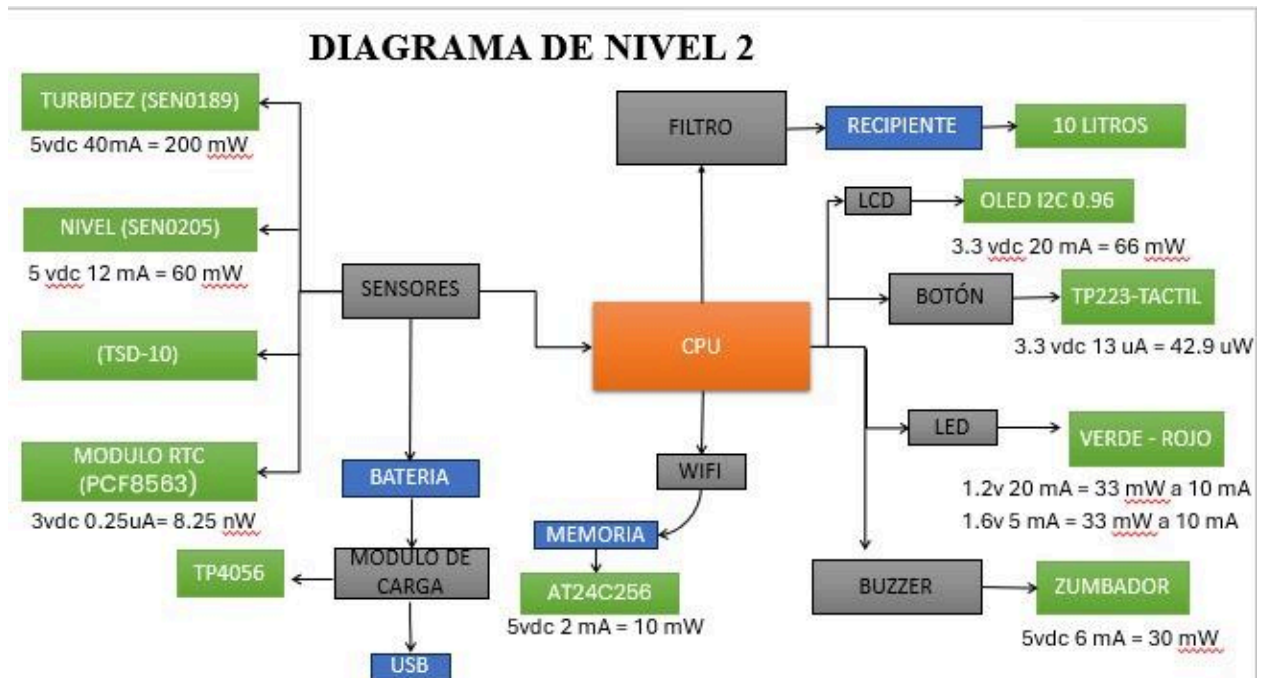 DIAGRAMA DE NIVEL 2
TURBIDEZ (SEN0189)
5vdc 40mA = 200 mW
NIVEL (SEN0205)
5 vdc 12 mA = 60 mW
(TSD-10)
MODULO RTC
(PCF8563)
3vdc 0.25uA= 8.25 nW
SENSORES
BATERIA
MODULO DE
CARGA
TP4056
USB
FILTRO
RECIPIENTE
10 LITROS
CPU
WIFI
MEMORIA
AT24C256
5vdc 2 mA = 10 mW
LCD
OLED I2C 0.96
3.3 vdc 20 mA = 66 mW
BOTÓN
TP223-TACTIL
3.3 vdc 13 uA = 42.9 uW
LED
VERDE - ROJO
1.2v 20 mA = 33 mW a 10 mA
1.6v 5 mA = 33 mW a 10 mA
BUZZER
ZUMBADOR
5vdc 6 mA = 30 mW